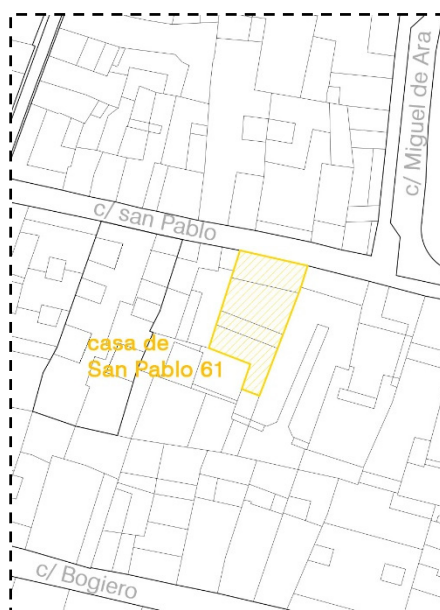 c/ Miguel de Ara
c/ san Pablo
casa de
San Pablo 61
c/ Bogiero